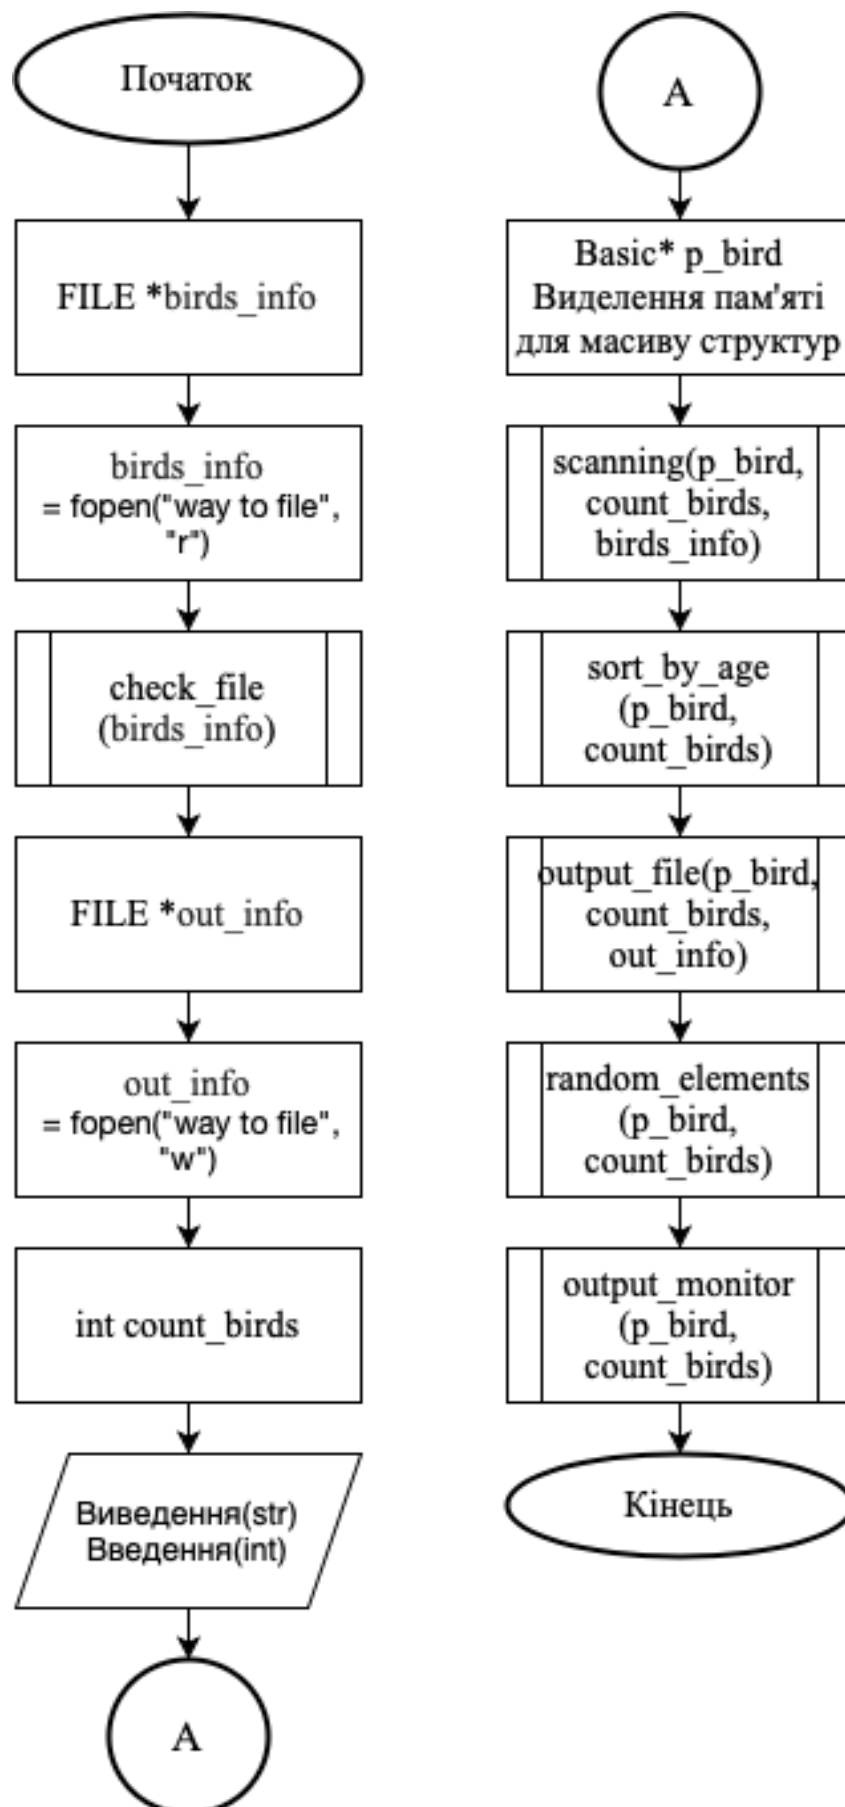 Початок
FILE *birds_info
birds_info
= fopen("way to file",
"r")
check_file
(birds_info)
FILE *out_info
out_info
= fopen("way to file",
"w")
int count_birds
Виведення(str)
Введення(int)
A
A
Basic* p_bird
Виделення пам'яті
для масиву структур
scanning(p_bird,
count_birds,
birds_info)
sort_by_age
(p_bird,
count_birds)
output_file(p_bird,
count_birds,
out_info)
random_elements
(p_bird,
count_birds)
output_monitor
(p_bird,
count_birds)
Кінець